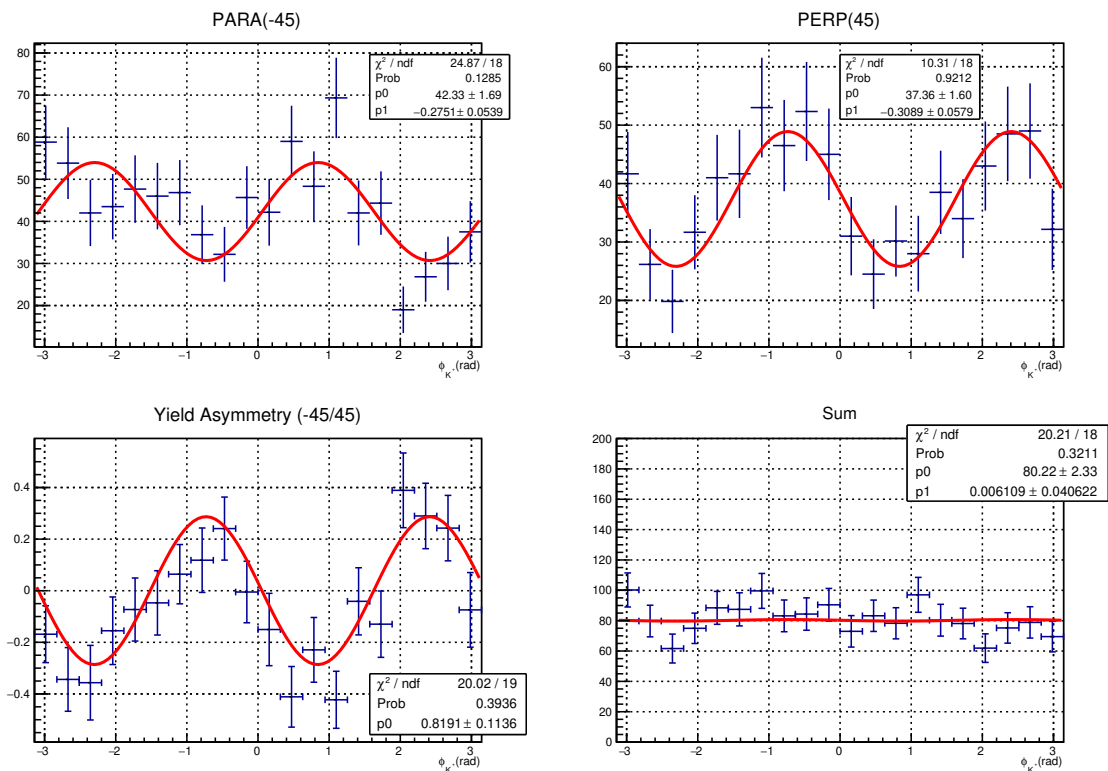 PARA(-45)
χ² / ndf 24.87 / 18
Prob 0.1285
p0 42.33 ± 1.69
p1 −0.2751 ± 0.0539
80
70
60
50
40
30
20
−3 −2 −1 0 1 2 3
ϕK⁺(rad)
PERP(45)
χ² / ndf 10.31 / 18
Prob 0.9212
p0 37.36 ± 1.60
p1 −0.3089 ± 0.0579
60
50
40
30
20
−3 −2 −1 0 1 2 3
ϕK⁺(rad)
Yield Asymmetry (-45/45)
0.4
0.2
0
−0.2
−0.4
χ² / ndf 20.02 / 19
Prob 0.3936
p0 0.8191 ± 0.1136
−3 −2 −1 0 1 2 3
Sum
χ² / ndf 20.21 / 18
Prob 0.3211
p0 80.22 ± 2.33
p1 0.006109 ± 0.040622
200
180
160
140
120
100
80
60
40
20
0
−3 −2 −1 0 1 2 3
ϕK⁺(rad)